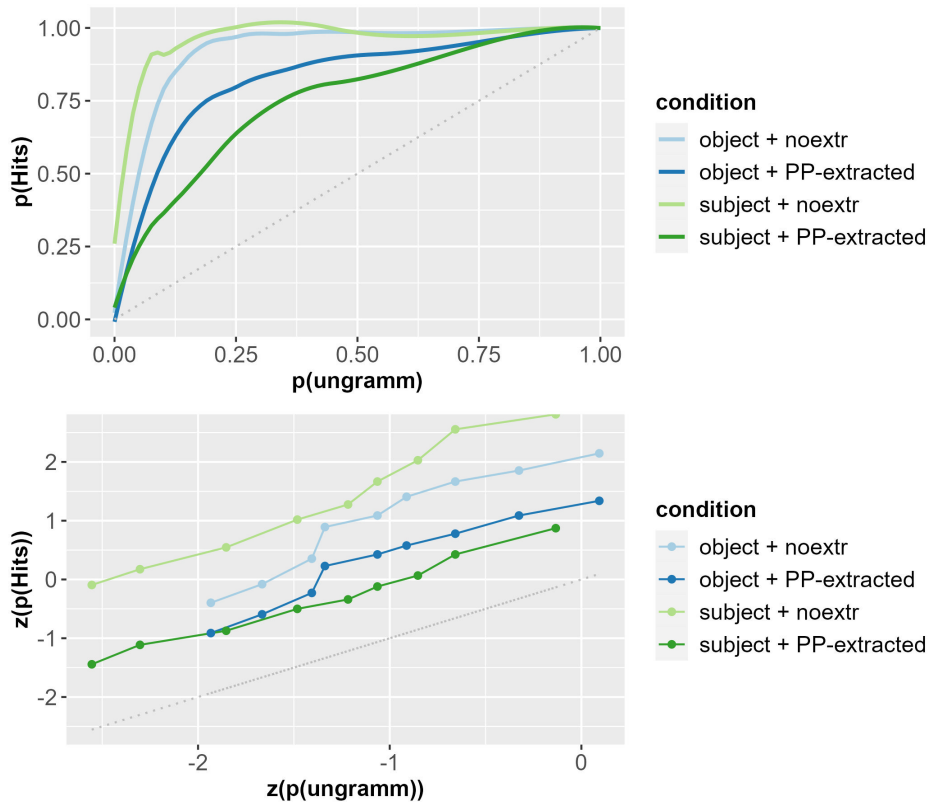 1.00
0.75
0.50
0.25
0.00
p(Hits)
0.00 0.25 0.50 0.75 1.00
p(ungramm)
condition
object + noextr
object + PP-extracted
subject + noextr
subject + PP-extracted
2
1
0
-1
-2
z(p(Hits))
-2 -1 0
z(p(ungramm))
condition
object + noextr
object + PP-extracted
subject + noextr
subject + PP-extracted